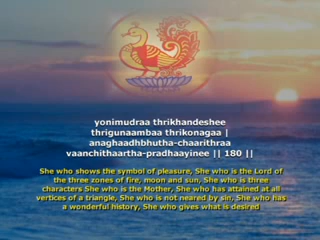 yonimudraa thrikhandeshee
thrigunaambaa thrikonagaa |
anaghaadhbhutha-chaarithraa
vaanchithaartha-pradhaayinee || 180 ||
She who shows the symbol of pleasure, She who is the Lord of
the three zones of fire, moon and sun, She who is three
characters She who is the Mother, She who has attained at all
vertices of a triangle, She who is not neared by sin, She who has
a wonderful history, She who gives what is desired